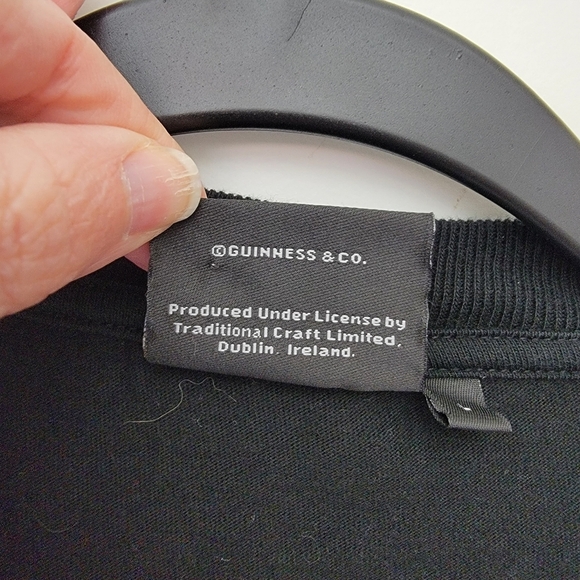 ©GUINNESS & CO.
Produced Under License by
Traditional Craft Limited,
Dublin. Ireland.